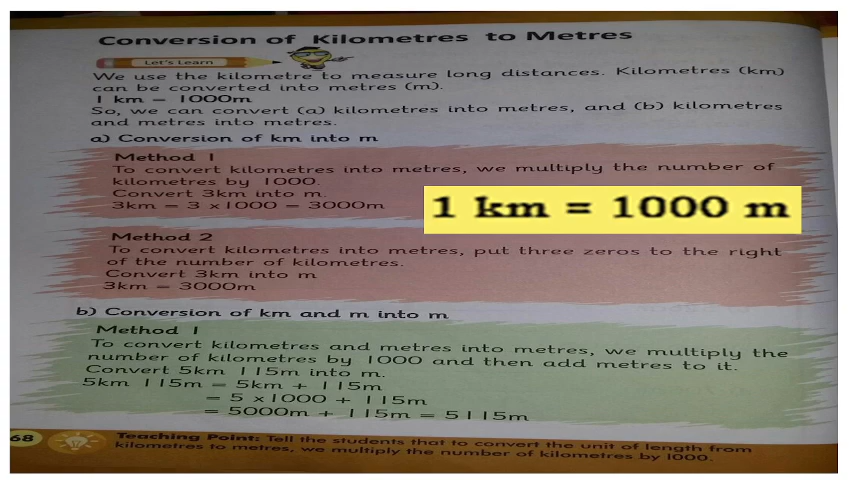 Conversion of Kilometres to Metres
Let's Learn
We use the kilometre to measure long distances. Kilometres (km)
can be converted into metres (m).
1 km = 1000m
So, we can convert (a) kilometres into metres, and (b) kilometres
and metres into metres.
a) Conversion of km into m
Method 1
To convert kilometres into metres, we multiply the number of
kilometres by 1000.
Convert 3km into m.
3km = 3 x1000 = 3000m
1 km = 1000 m
Method 2
To convert kilometres into metres, put three zeros to the right
of the number of kilometres.
Convert 3km into m
3km = 3000m
b) Conversion of km and m into m
Method 1
To convert kilometres and metres into metres, we multiply the
number of kilometres by 1000 and then add metres to it.
Convert 5km 115m into m.
5km 115m = 5km + 115m
= 5 x1000 + 115m
= 5000m + 115m = 5115m
68
Teaching Point: Tell the students that to convert the unit of length from
kilometres to metres, we multiply the number of kilometres by 1000.